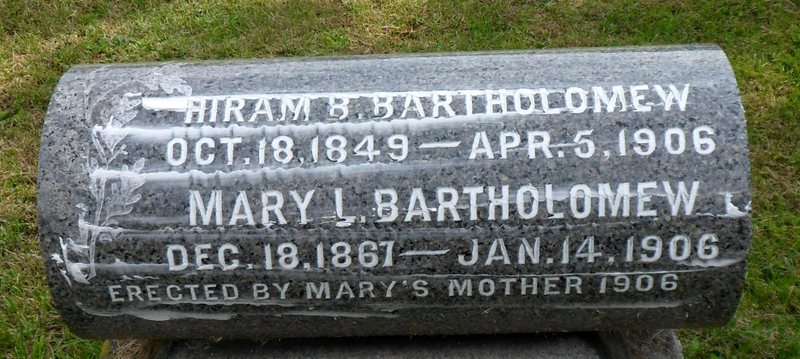 HIRAM B. BARTHOLOMEW
OCT. 18, 1849 — APR. 5, 1906
MARY L. BARTHOLOMEW
DEC. 18, 1861 — JAN. 14, 1906
ERECTED BY MARY'S MOTHER 1906